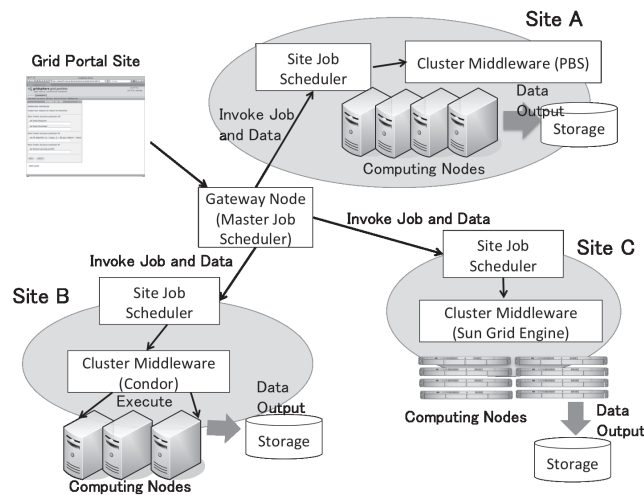 Site A
Grid Portal Site
Site Job
Scheduler
Cluster Middleware (PBS)
Invoke Job
and Data
Data
Output
Storage
Computing Nodes
Gateway Node
(Master Job
Scheduler)
Invoke Job and Data
Site C
Site Job
Scheduler
Invoke Job and Data
Site B
Site Job
Scheduler
Cluster Middleware
(Sun Grid Engine)
Cluster Middleware
(Condor)
Execute
Data
Output
Storage
Computing Nodes
Computing Nodes
Data
Output
Storage